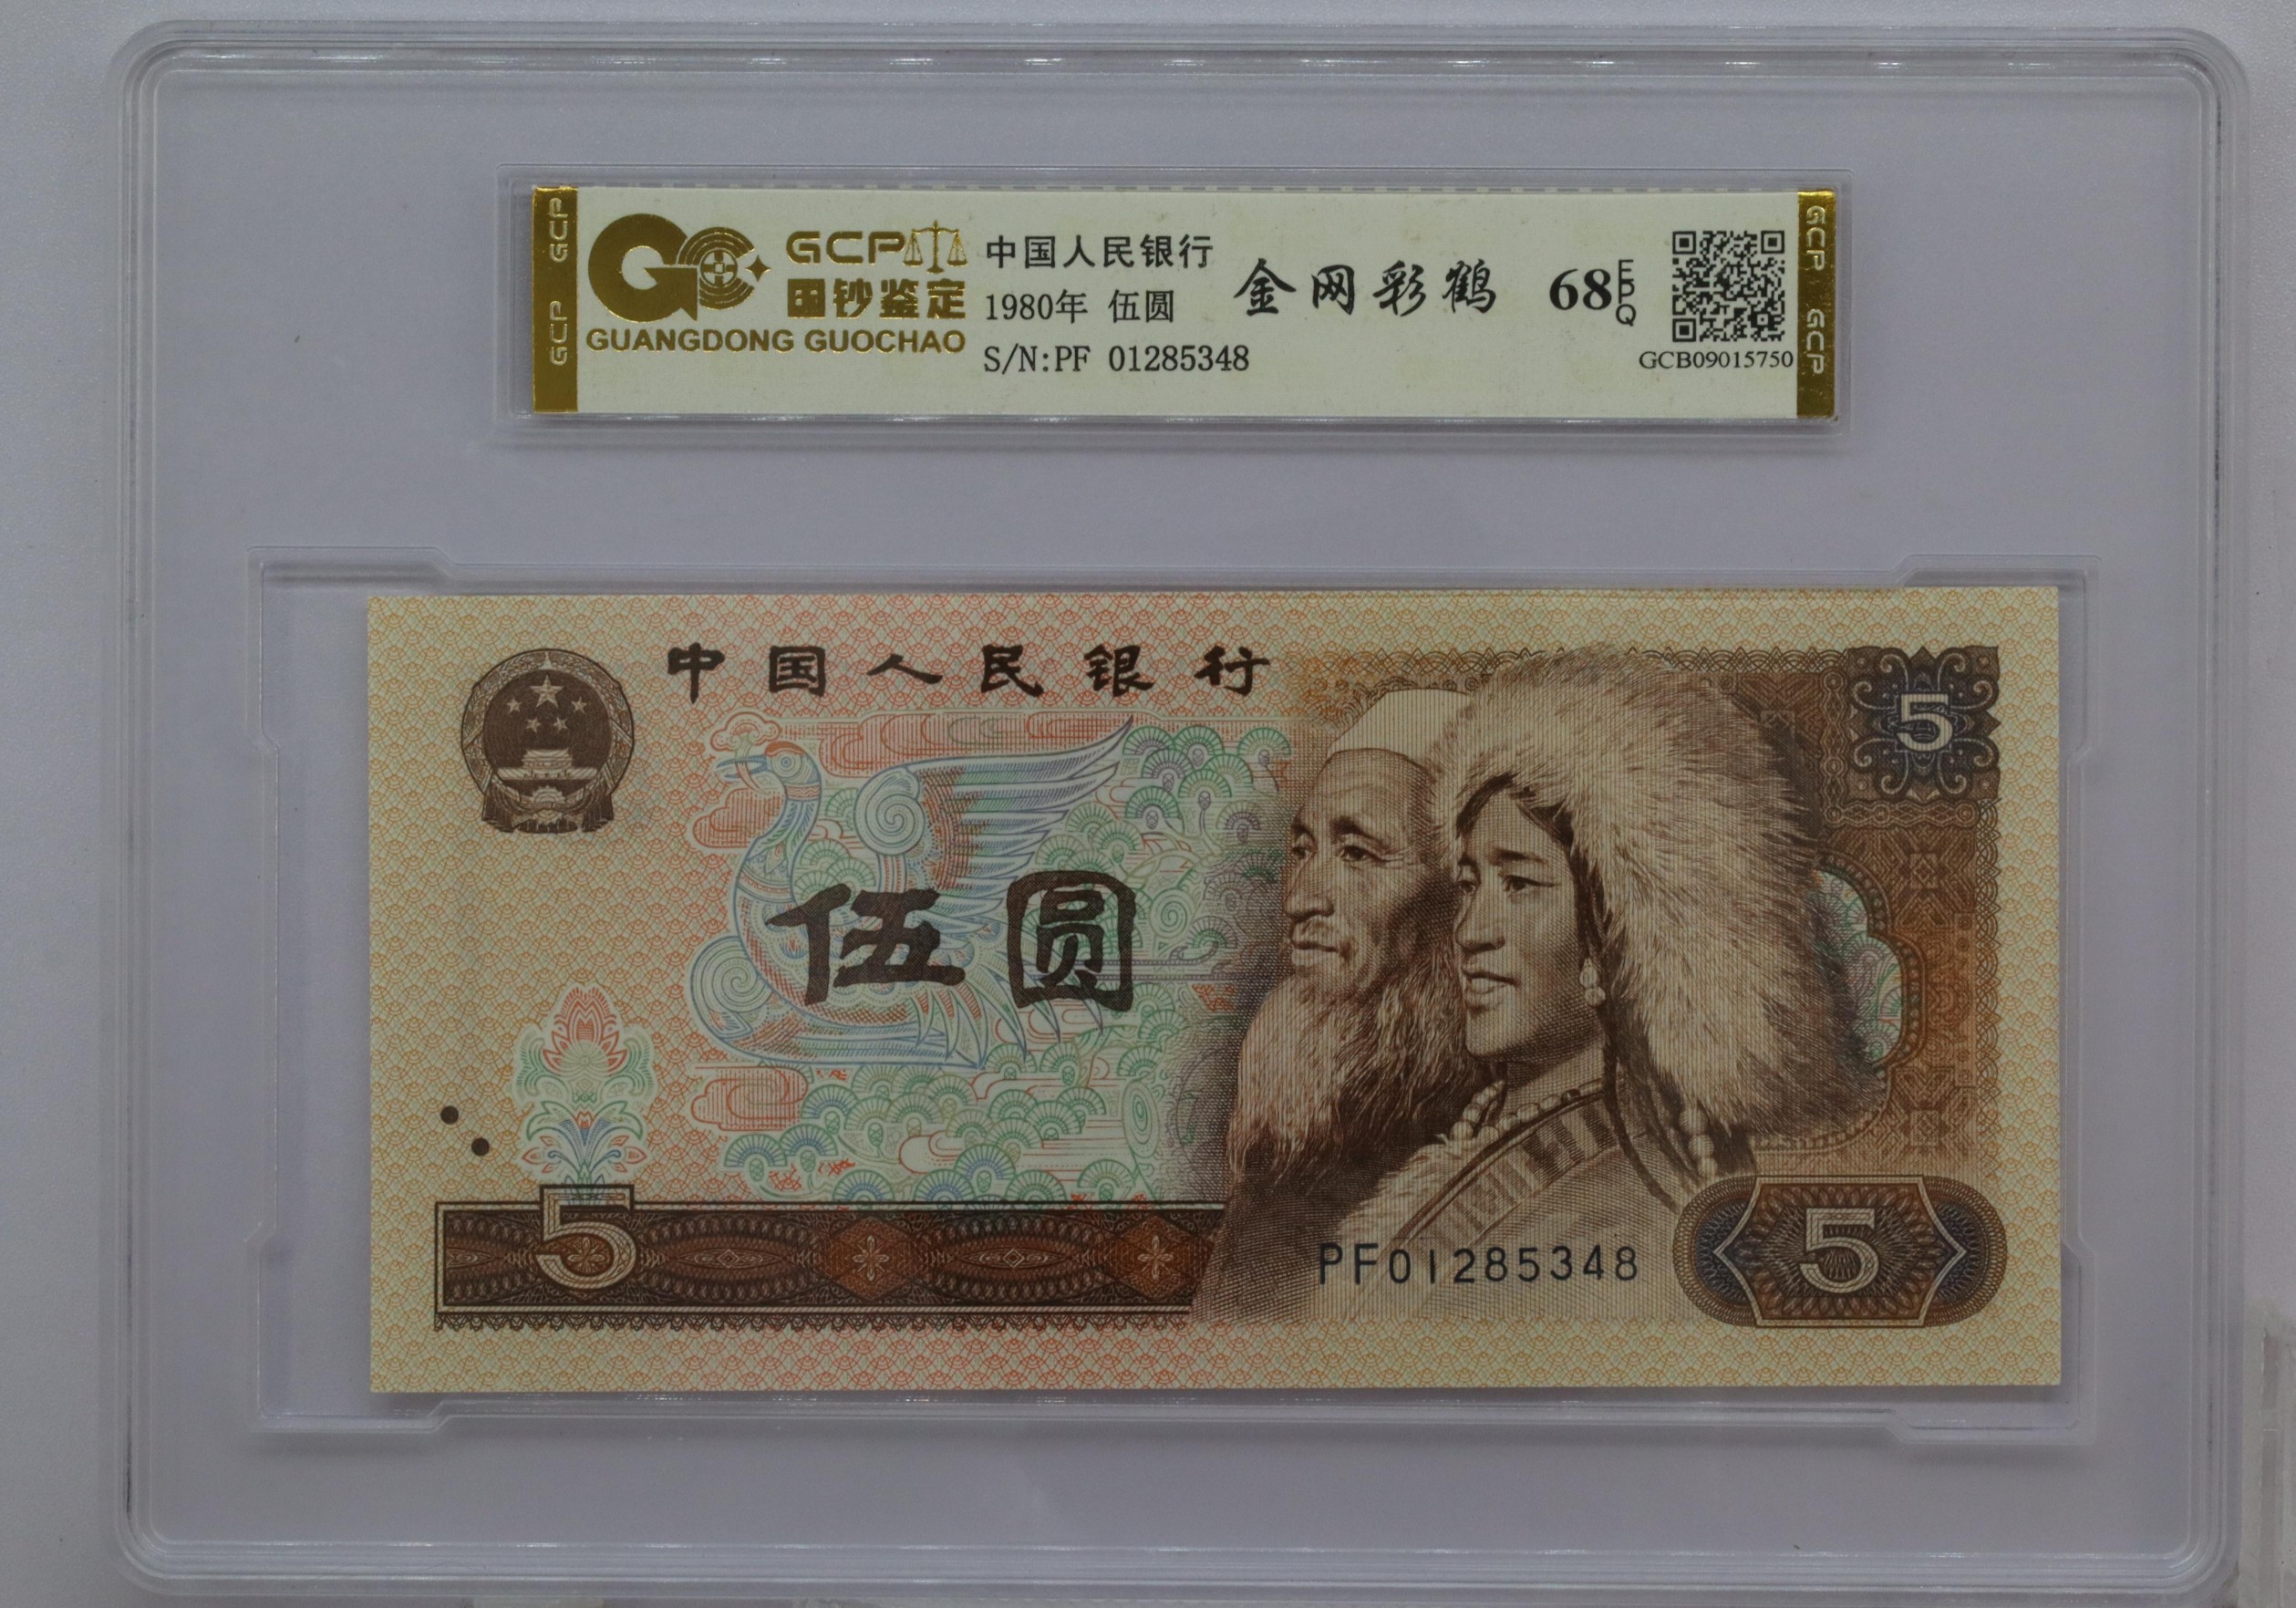 GCP GCP
GCP
国钞鉴定
GUANGDONG GUOCHAO
中国人民银行
1980年 伍圆
S/N:PF 01285348
金网彩鹤
68 EPQ
GCB09015750
GCP GCP
中国人民银行
5
伍圆
5
PF01285348
5